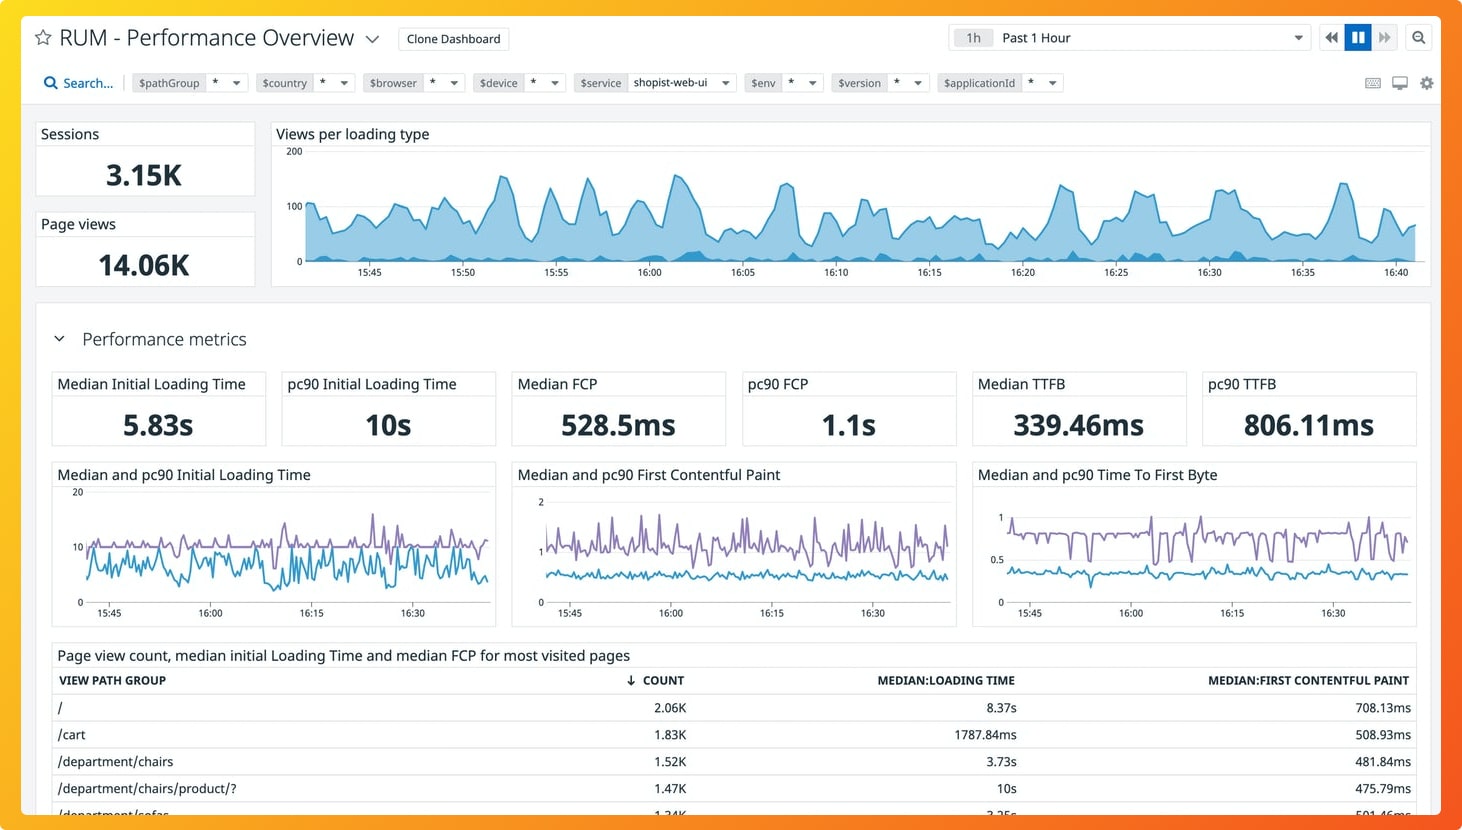 RUM - Performance Overview
Clone Dashboard
1h Past 1 Hour
Search...
$pathGroup *
$country *
$browser *
$device *
$service shopist-web-ui
$env *
$version *
$applicationId *
Sessions
3.15K
Page views
14.06K
Views per loading type
200
100
0
15:45 15:50 15:55 16:00 16:05 16:10 16:15 16:20 16:25 16:30 16:35 16:40
Performance metrics
Median Initial Loading Time
5.83s
pc90 Initial Loading Time
10s
Median FCP
528.5ms
pc90 FCP
1.1s
Median TTFB
339.46ms
pc90 TTFB
806.11ms
Median and pc90 Initial Loading Time
20
10
0
15:45 16:00 16:15 16:30
Median and pc90 First Contentful Paint
2
1
0
15:45 16:00 16:15 16:30
Median and pc90 Time To First Byte
1
0.5
0
15:45 16:00 16:15 16:30
Page view count, median initial Loading Time and median FCP for most visited pages
VIEW PATH GROUP ↓ COUNT MEDIAN:LOADING TIME MEDIAN:FIRST CONTENTFUL PAINT
/ 2.06K 8.37s 708.13ms
/cart 1.83K 1787.84ms 508.93ms
/department/chairs 1.52K 3.73s 481.84ms
/department/chairs/product/? 1.47K 10s 475.79ms
/department/sofas 1.34K 3.25s 501.46ms